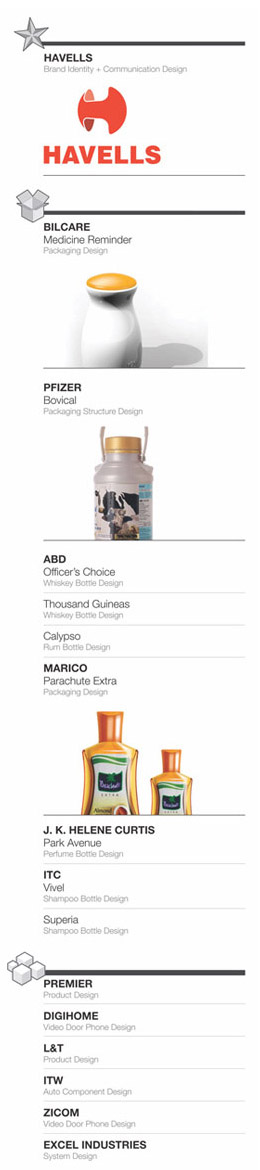 HAVELLS
Brand Identity + Communication Design
HAVELLS
BILCARE
Medicine Reminder
Packaging Design
PFIZER
Bovical
Packaging Structure Design
ABD
Officer's Choice
Whiskey Bottle Design
Thousand Guineas
Whiskey Bottle Design
Calypso
Rum Bottle Design
MARICO
Parachute Extra
Packaging Design
Parachute
Almond
J. K. HELENE CURTIS
Park Avenue
Perfume Bottle Design
ITC
Vivel
Shampoo Bottle Design
Superia
Shampoo Bottle Design
PREMIER
Product Design
DIGIHOME
Video Door Phone Design
L&T
Product Design
ITW
Auto Component Design
ZICOM
Video Door Phone Design
EXCEL INDUSTRIES
System Design